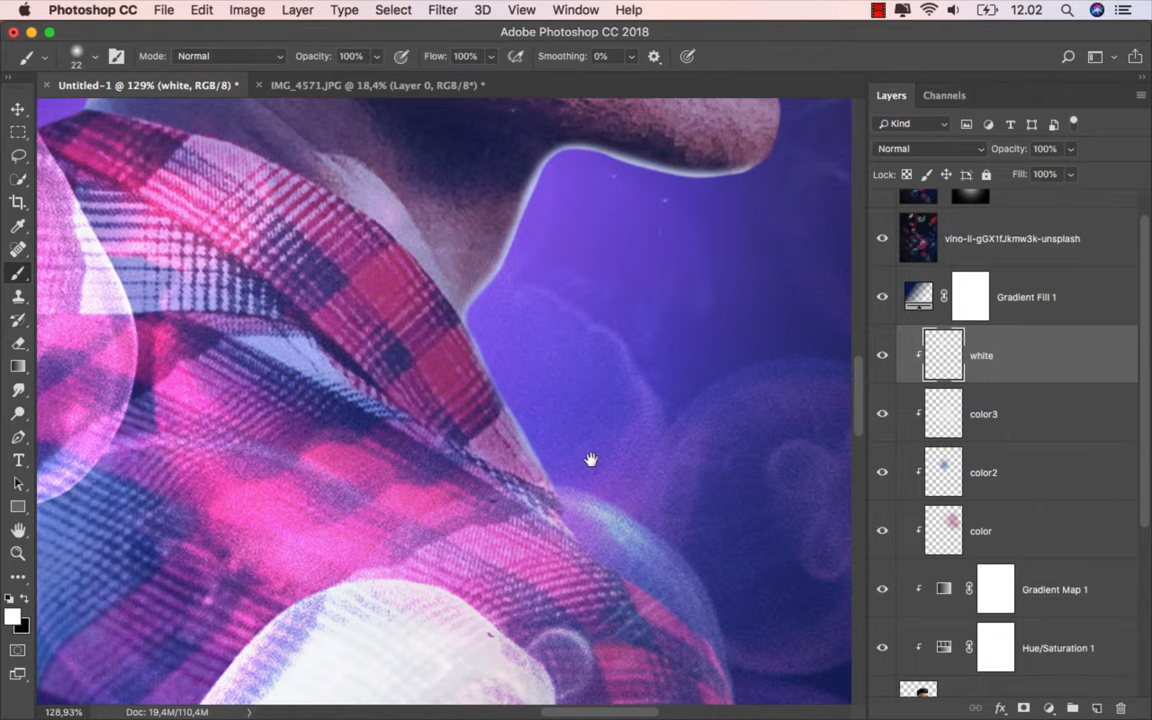 Photoshop CC File Edit Image Layer Type Select Filter 3D View Window Help 12.02
Adobe Photoshop CC 2018
22 Mode: Normal Opacity: 100% Flow: 100% Smoothing: 0%
Untitled-1 @ 129% (white, RGB/8) * IMG_4571.JPG @ 18,4% (Layer 0, RGB/8*) *
Layers Channels
Kind
Normal Opacity: 100%
Lock: Fill: 100%
vino-li-gGX1fJkmw3k-unsplash
Gradient Fill 1
white
color3
color2
color
Gradient Map 1
Hue/Saturation 1
128,93% Doc: 19,4M/110,4M
fx